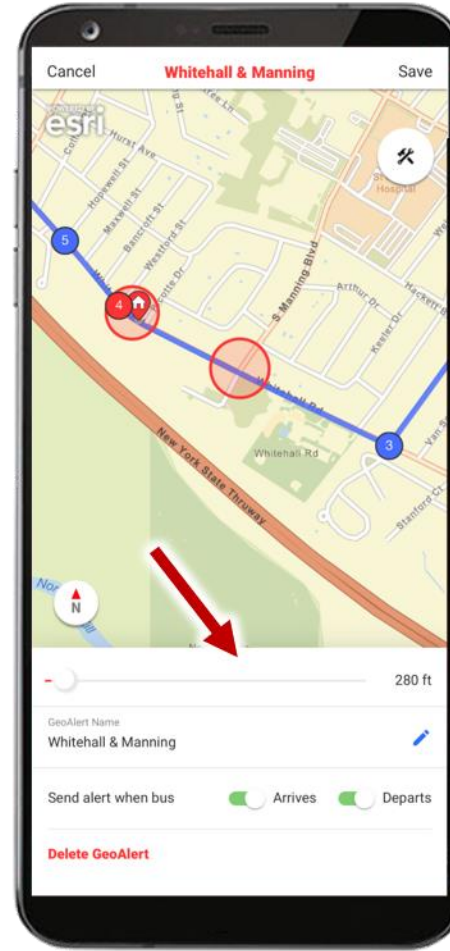 Cancel
Whitehall & Manning
Save
esri
Hurst Ave
Hopewell St
Maxwell St
Bancroft St
Westford St
S Manning Blvd
Hospital
Arthur Dr
Hackett B
Keeler Dr
5
4
3
Whitehall Rd
Whitehall Rd
Van S
Stanford Ct
New York State Thruway
N
280 ft
GeoAlert Name
Whitehall & Manning
Send alert when bus
Arrives
Departs
Delete GeoAlert